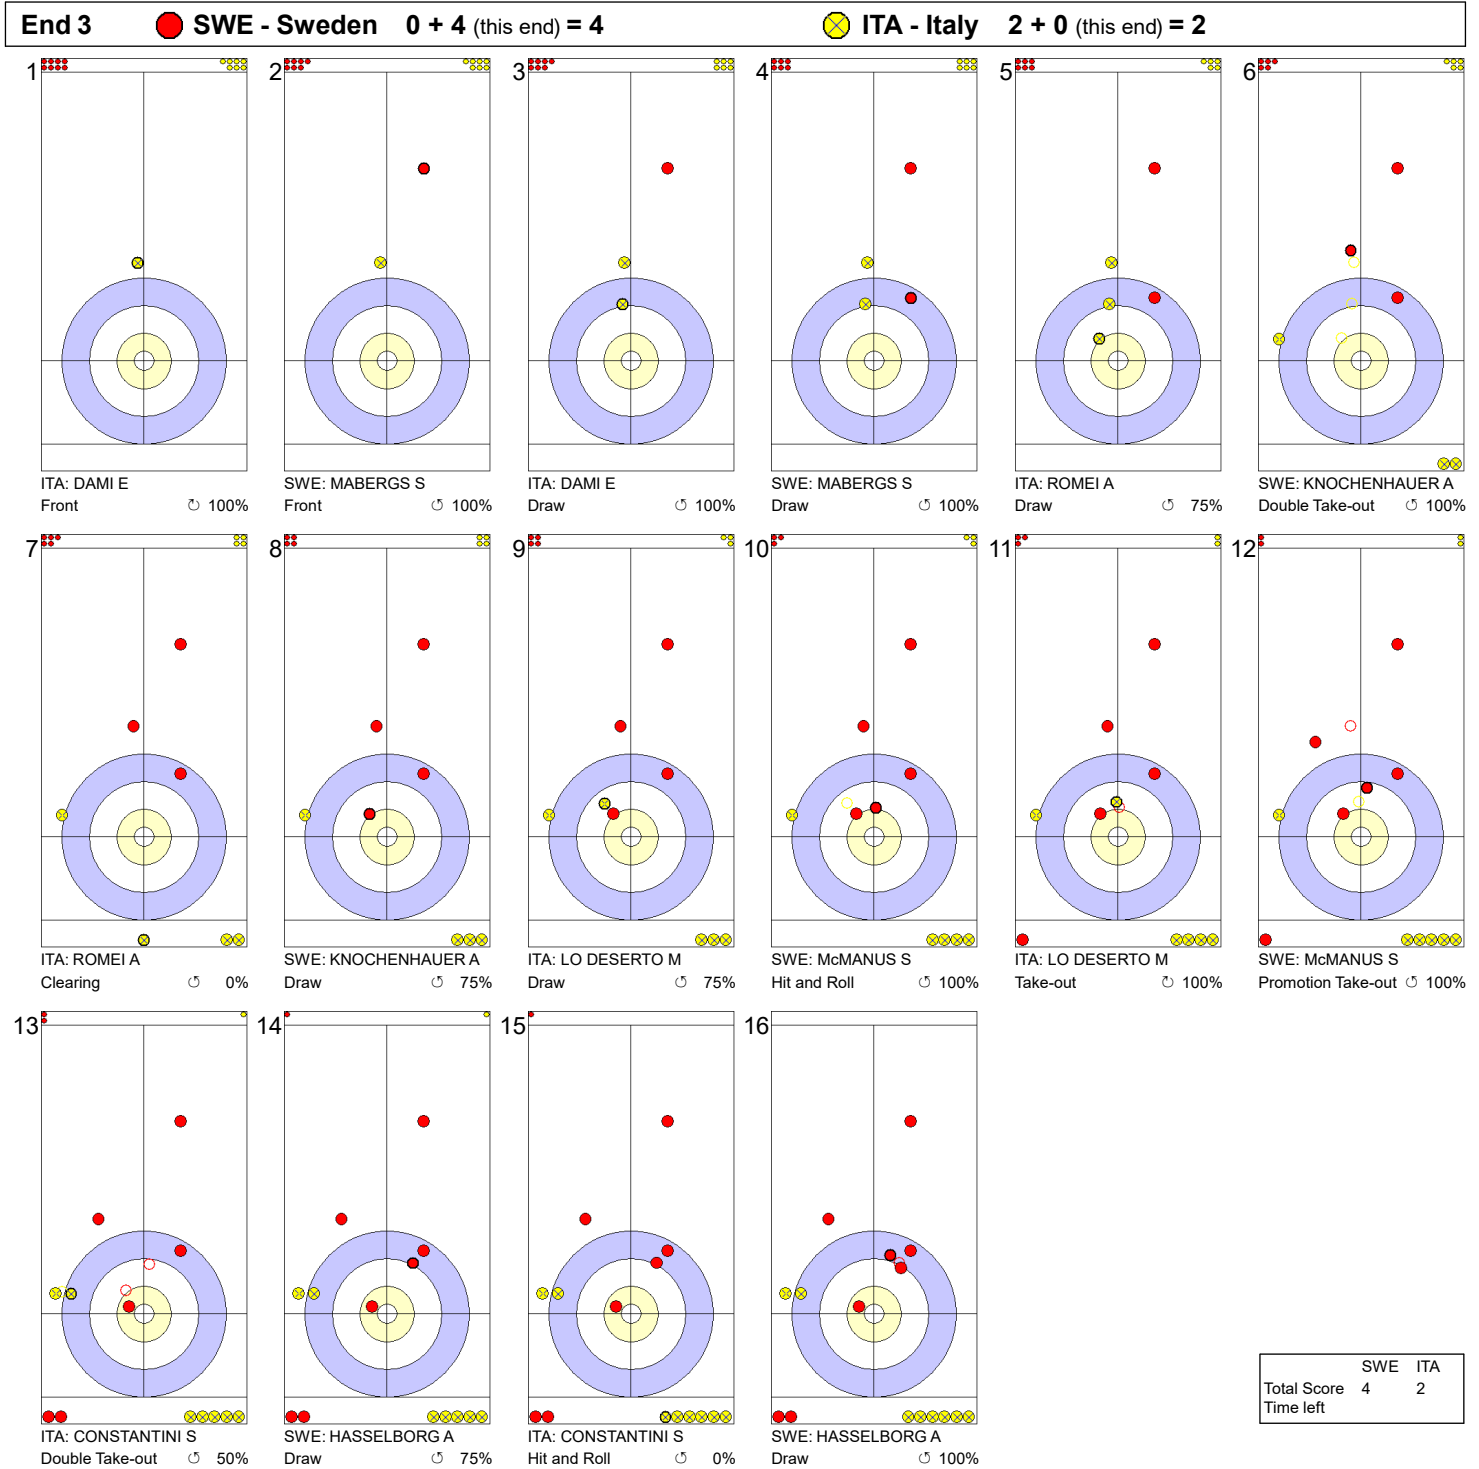 End 3 SWE - Sweden 0 + 4 (this end) = 4 ITA - Italy 2 + 0 (this end) = 2
1 2 3 4 5 6
ITA: DAMI E SWE: MABERGS S ITA: DAMI E SWE: MABERGS S ITA: ROMEI A SWE: KNOCHENHAUER A
Front ↻ 100% Front ↻ 100% Draw ↺ 100% Draw ↺ 100% Draw ↻ 75% Double Take-out ↻ 100%
7 8 9 10 11 12
ITA: ROMEI A SWE: KNOCHENHAUER A ITA: LO DESERTO M SWE: McMANUS S ITA: LO DESERTO M SWE: McMANUS S
Clearing ↺ 0% Draw ↺ 75% Draw ↺ 75% Hit and Roll ↺ 100% Take-out ↻ 100% Promotion Take-out ↺ 100%
13 14 15 16
ITA: CONSTANTINI S SWE: HASSELBORG A ITA: CONSTANTINI S SWE: HASSELBORG A
Double Take-out ↺ 50% Draw ↺ 75% Hit and Roll ↺ 0% Draw ↺ 100%
SWE ITA
Total Score 4 2
Time left